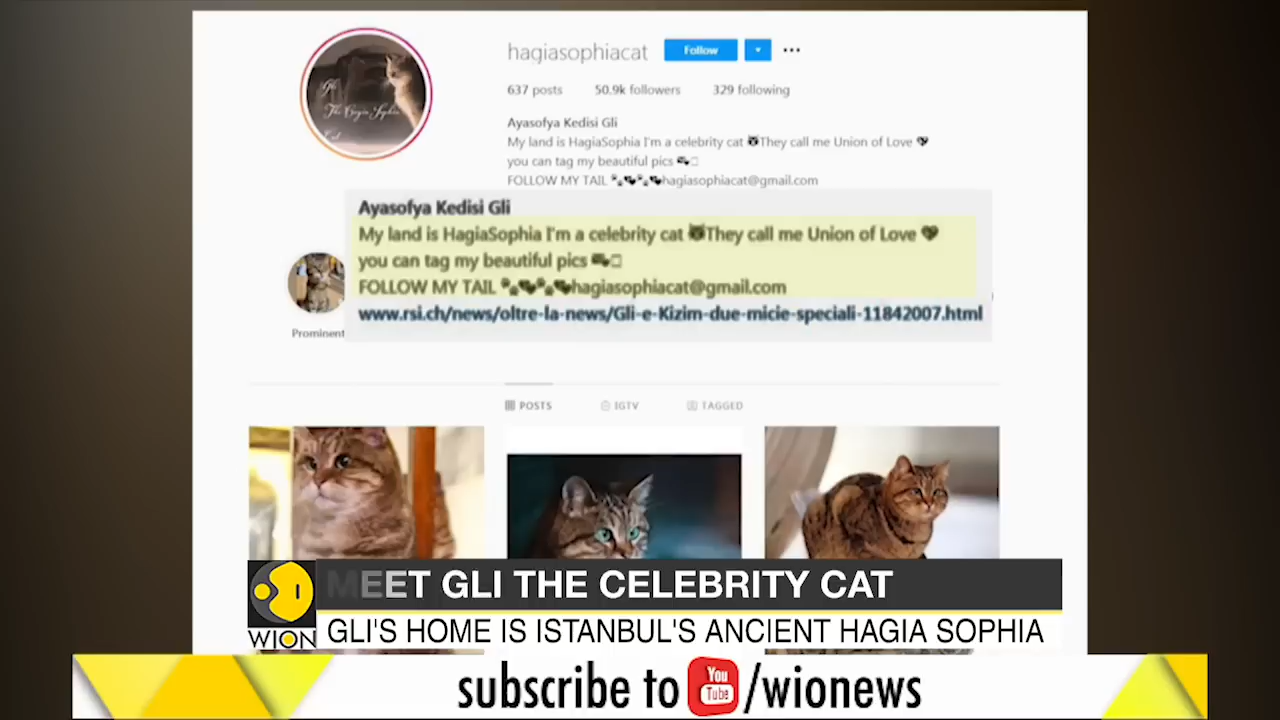 hagiasophiacat Follow
637 posts 50.9k followers 329 following
Ayasofya Kedisi Gli
My land is HagiaSophia I'm a celebrity cat They call me Union of Love
you can tag my beautiful pics
FOLLOW MY TAIL hagiasophiacat@gmail.com
Ayasofya Kedisi Gli
My land is HagiaSophia I'm a celebrity cat They call me Union of Love
you can tag my beautiful pics
FOLLOW MY TAIL hagiasophiacat@gmail.com
www.rsi.ch/news/oltre-la-news/Gli-e-Kizim-due-micie-speciali-11842007.html
Gli
The Hagia Sophia
Cat
Prominent
POSTS IGTV TAGGED
MEET GLI THE CELEBRITY CAT
WION GLI'S HOME IS ISTANBUL'S ANCIENT HAGIA SOPHIA
subscribe to You Tube /wionews